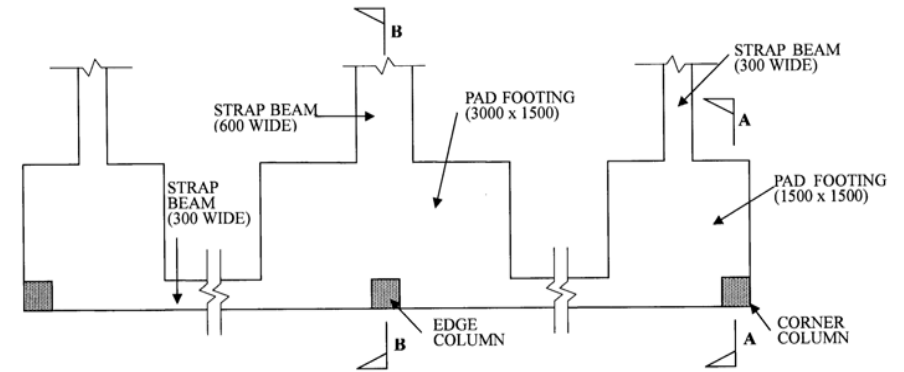 B
STRAP BEAM
(300 WIDE)
STRAP BEAM
(600 WIDE)
PAD FOOTING
(3000 x 1500)
A
STRAP
BEAM
(300 WIDE)
PAD FOOTING
(1500 x 1500)
EDGE
COLUMN
B
CORNER
COLUMN
A